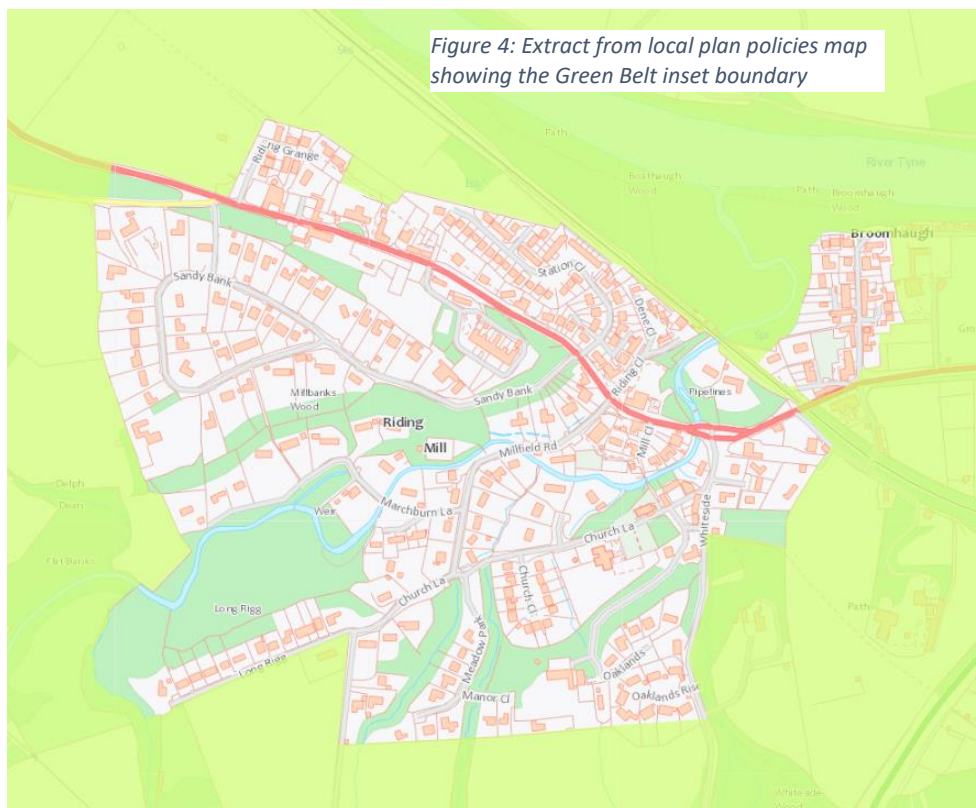 Figure 4: Extract from local plan policies map
showing the Green Belt inset boundary
Path
River Tyne
Boathaugh
Wood
Path
Broomhaugh
Wood
Broomhaugh
Riding Grange
Station Cl
Dene Cl
Sandy Bank
Riding Cl
Pipelines
Millbanks
Wood
Sandy Bank
Riding
Mill
Millfield Rd
Mill Cl
Whiteside
Delph
Dean
Weir
Marchburn La
Church La
Long Rigg
Church La
Church Cl
Path
Long Rigg
Meadow Park
Manor Cl
Oaklands
Oaklands Rise
Whiteside
Wood